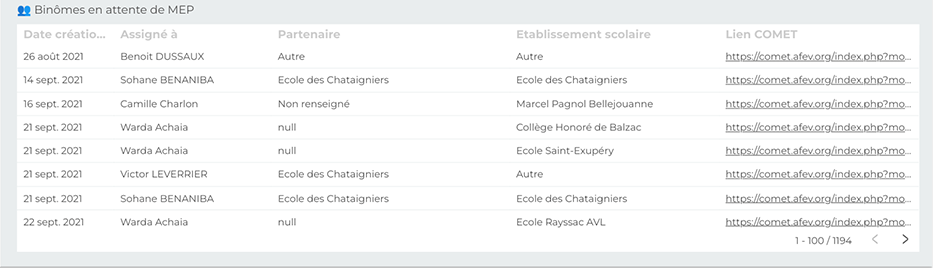 👥 Binômes en attente de MEP
Date créatio... Assigné à Partenaire Etablissement scolaire Lien COMET
26 août 2021 Benoit DUSSAUX Autre Autre https://comet.afev.org/index.php?mo...
14 sept. 2021 Sohane BENANIBA Ecole des Chataigniers Ecole des Chataigniers https://comet.afev.org/index.php?mo...
16 sept. 2021 Camille Charlon Non renseigné Marcel Pagnol Bellejouanne https://comet.afev.org/index.php?mo...
21 sept. 2021 Warda Achaia null Collège Honoré de Balzac https://comet.afev.org/index.php?mo...
21 sept. 2021 Warda Achaia null Ecole Saint-Exupéry https://comet.afev.org/index.php?mo...
21 sept. 2021 Victor LEVERRIER Ecole des Chataigniers Autre https://comet.afev.org/index.php?mo...
21 sept. 2021 Sohane BENANIBA Ecole des Chataigniers Ecole des Chataigniers https://comet.afev.org/index.php?mo...
22 sept. 2021 Warda Achaia null Ecole Rayssac AVL https://comet.afev.org/index.php?mo...
1 - 100 / 1194 < >